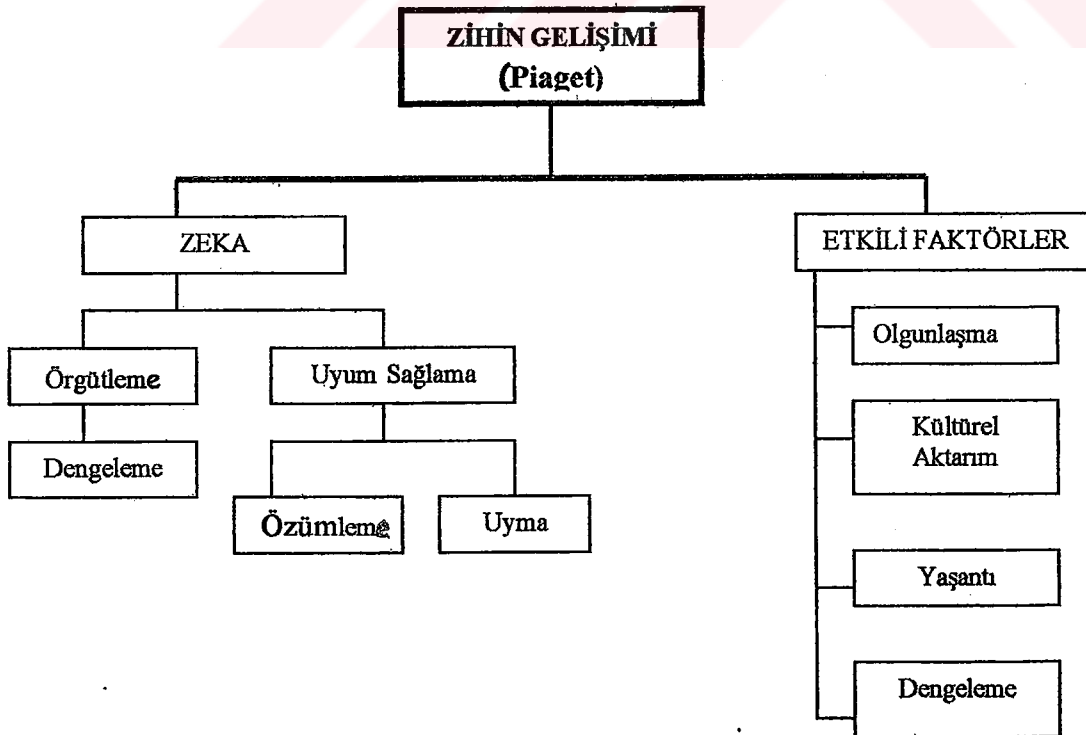 ZİHİN GELİŞİMİ
(Piaget)
ZEKA
ETKİLİ FAKTÖRLER
Örgütleme
Uyum Sağlama
Dengeleme
Özümleme
Uyma
Olgunlaşma
Kültürel
Aktarım
Yaşantı
Dengeleme